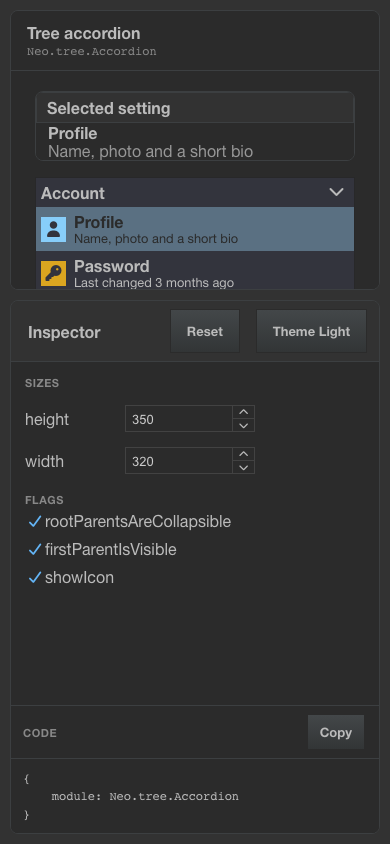 Tree accordion
Neo.tree.Accordion
Selected setting
Profile
Name, photo and a short bio
Account
Profile
Name, photo and a short bio
Password
Last changed 3 months ago
Inspector Reset Theme Light
SIZES
height 350
width 320
FLAGS
rootParentsAreCollapsible
firstParentIsVisible
showIcon
CODE Copy
{
    module: Neo.tree.Accordion
}